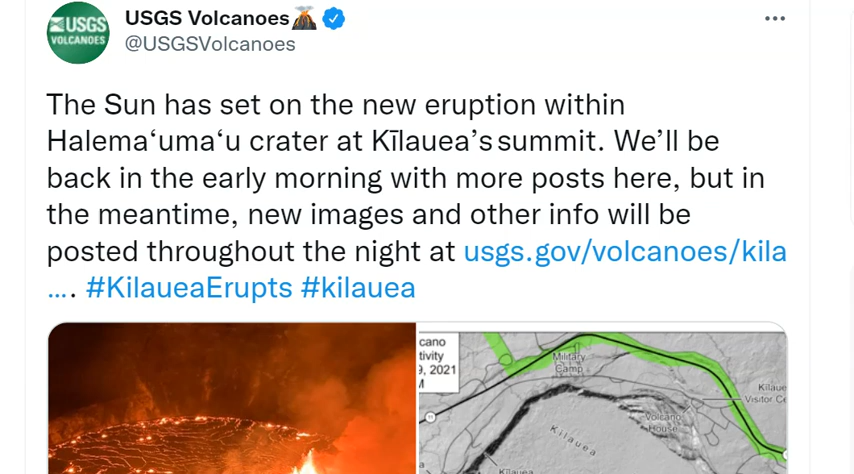 USGS Volcanoes🌋
USGS
VOLCANOES
@USGSVolcanoes
The Sun has set on the new eruption within
Halemaʻumaʻu crater at Kīlauea’s summit. We’ll be
back in the early morning with more posts here, but in
the meantime, new images and other info will be
posted throughout the night at usgs.gov/volcanoes/kila
…. #KilaueaErupts #kilauea
cano
tivity
9, 2021
M
Military
Camp
Kilaue
Visitor Ce
Volcano
House
Kilauea
Kilauea